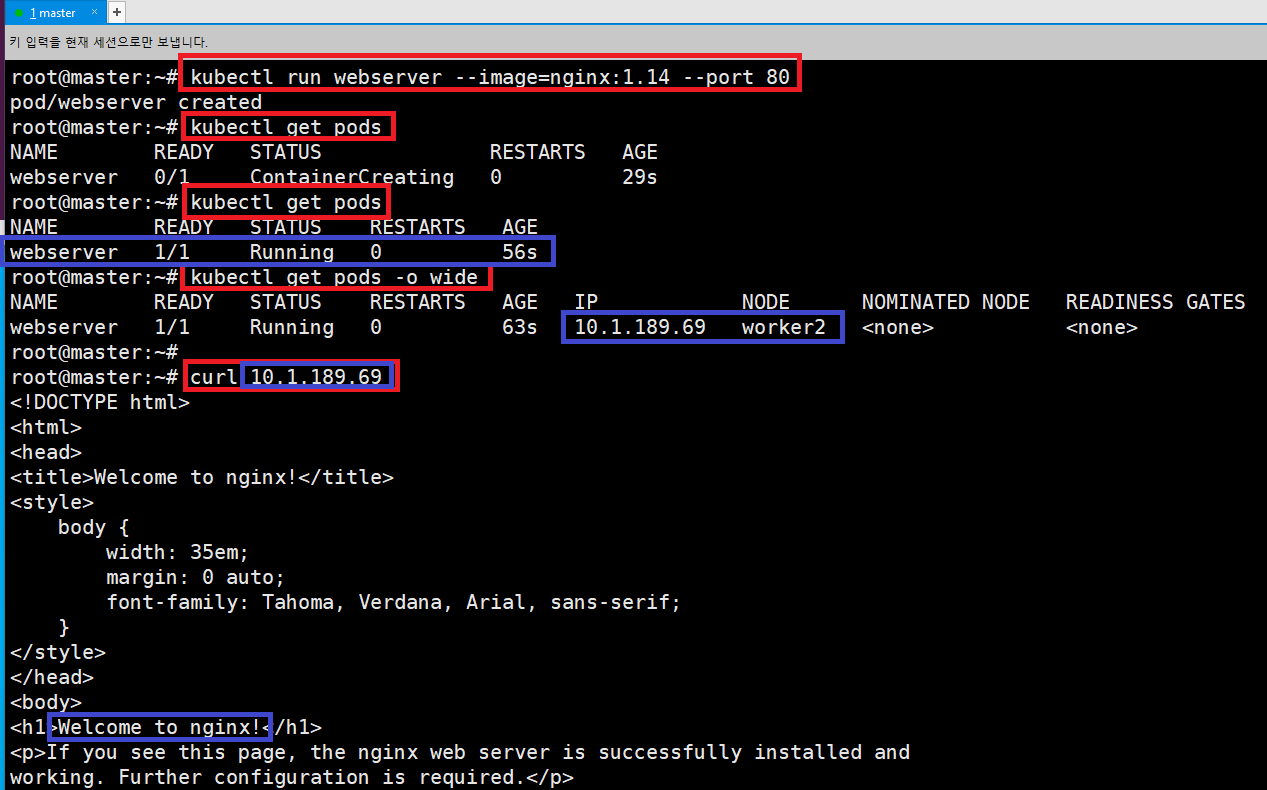 1 master × +
키 입력을 현재 세션으로만 보냅니다.
root@master:~# kubectl run webserver --image=nginx:1.14 --port 80
pod/webserver created
root@master:~# kubectl get pods
NAME        READY   STATUS              RESTARTS   AGE
webserver   0/1     ContainerCreating   0          29s
root@master:~# kubectl get pods
NAME        READY   STATUS    RESTARTS   AGE
webserver   1/1     Running   0          56s
root@master:~# kubectl get pods -o wide
NAME        READY   STATUS    RESTARTS   AGE   IP            NODE      NOMINATED NODE   READINESS GATES
webserver   1/1     Running   0          63s   10.1.189.69   worker2   <none>           <none>
root@master:~#
root@master:~# curl 10.1.189.69
<!DOCTYPE html>
<html>
<head>
<title>Welcome to nginx!</title>
<style>
    body {
        width: 35em;
        margin: 0 auto;
        font-family: Tahoma, Verdana, Arial, sans-serif;
    }
</style>
</head>
<body>
<h1>Welcome to nginx!</h1>
<p>If you see this page, the nginx web server is successfully installed and
working. Further configuration is required.</p>